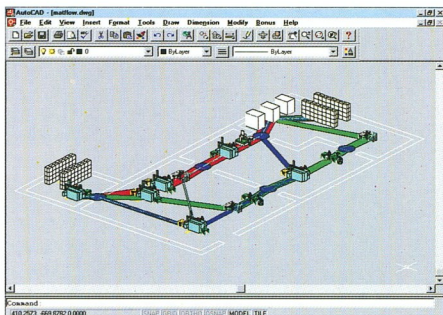 AutoCAD - [matflow.dwg]
File Edit View Insert Format Tools Draw Dimension Modify Bonus Help
0 ByLayer ByLayer
Command:
MODEL TILE